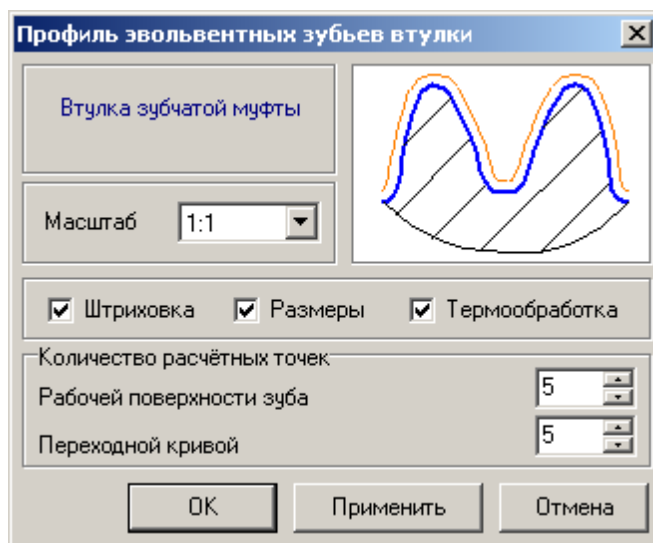 Профиль эвольвентных зубьев втулки
Втулка зубчатой муфты
Масштаб 1:1
Штриховка Размеры Термообработка
Количество расчётных точек
Рабочей поверхности зуба 5
Переходной кривой 5
OK Применить Отмена